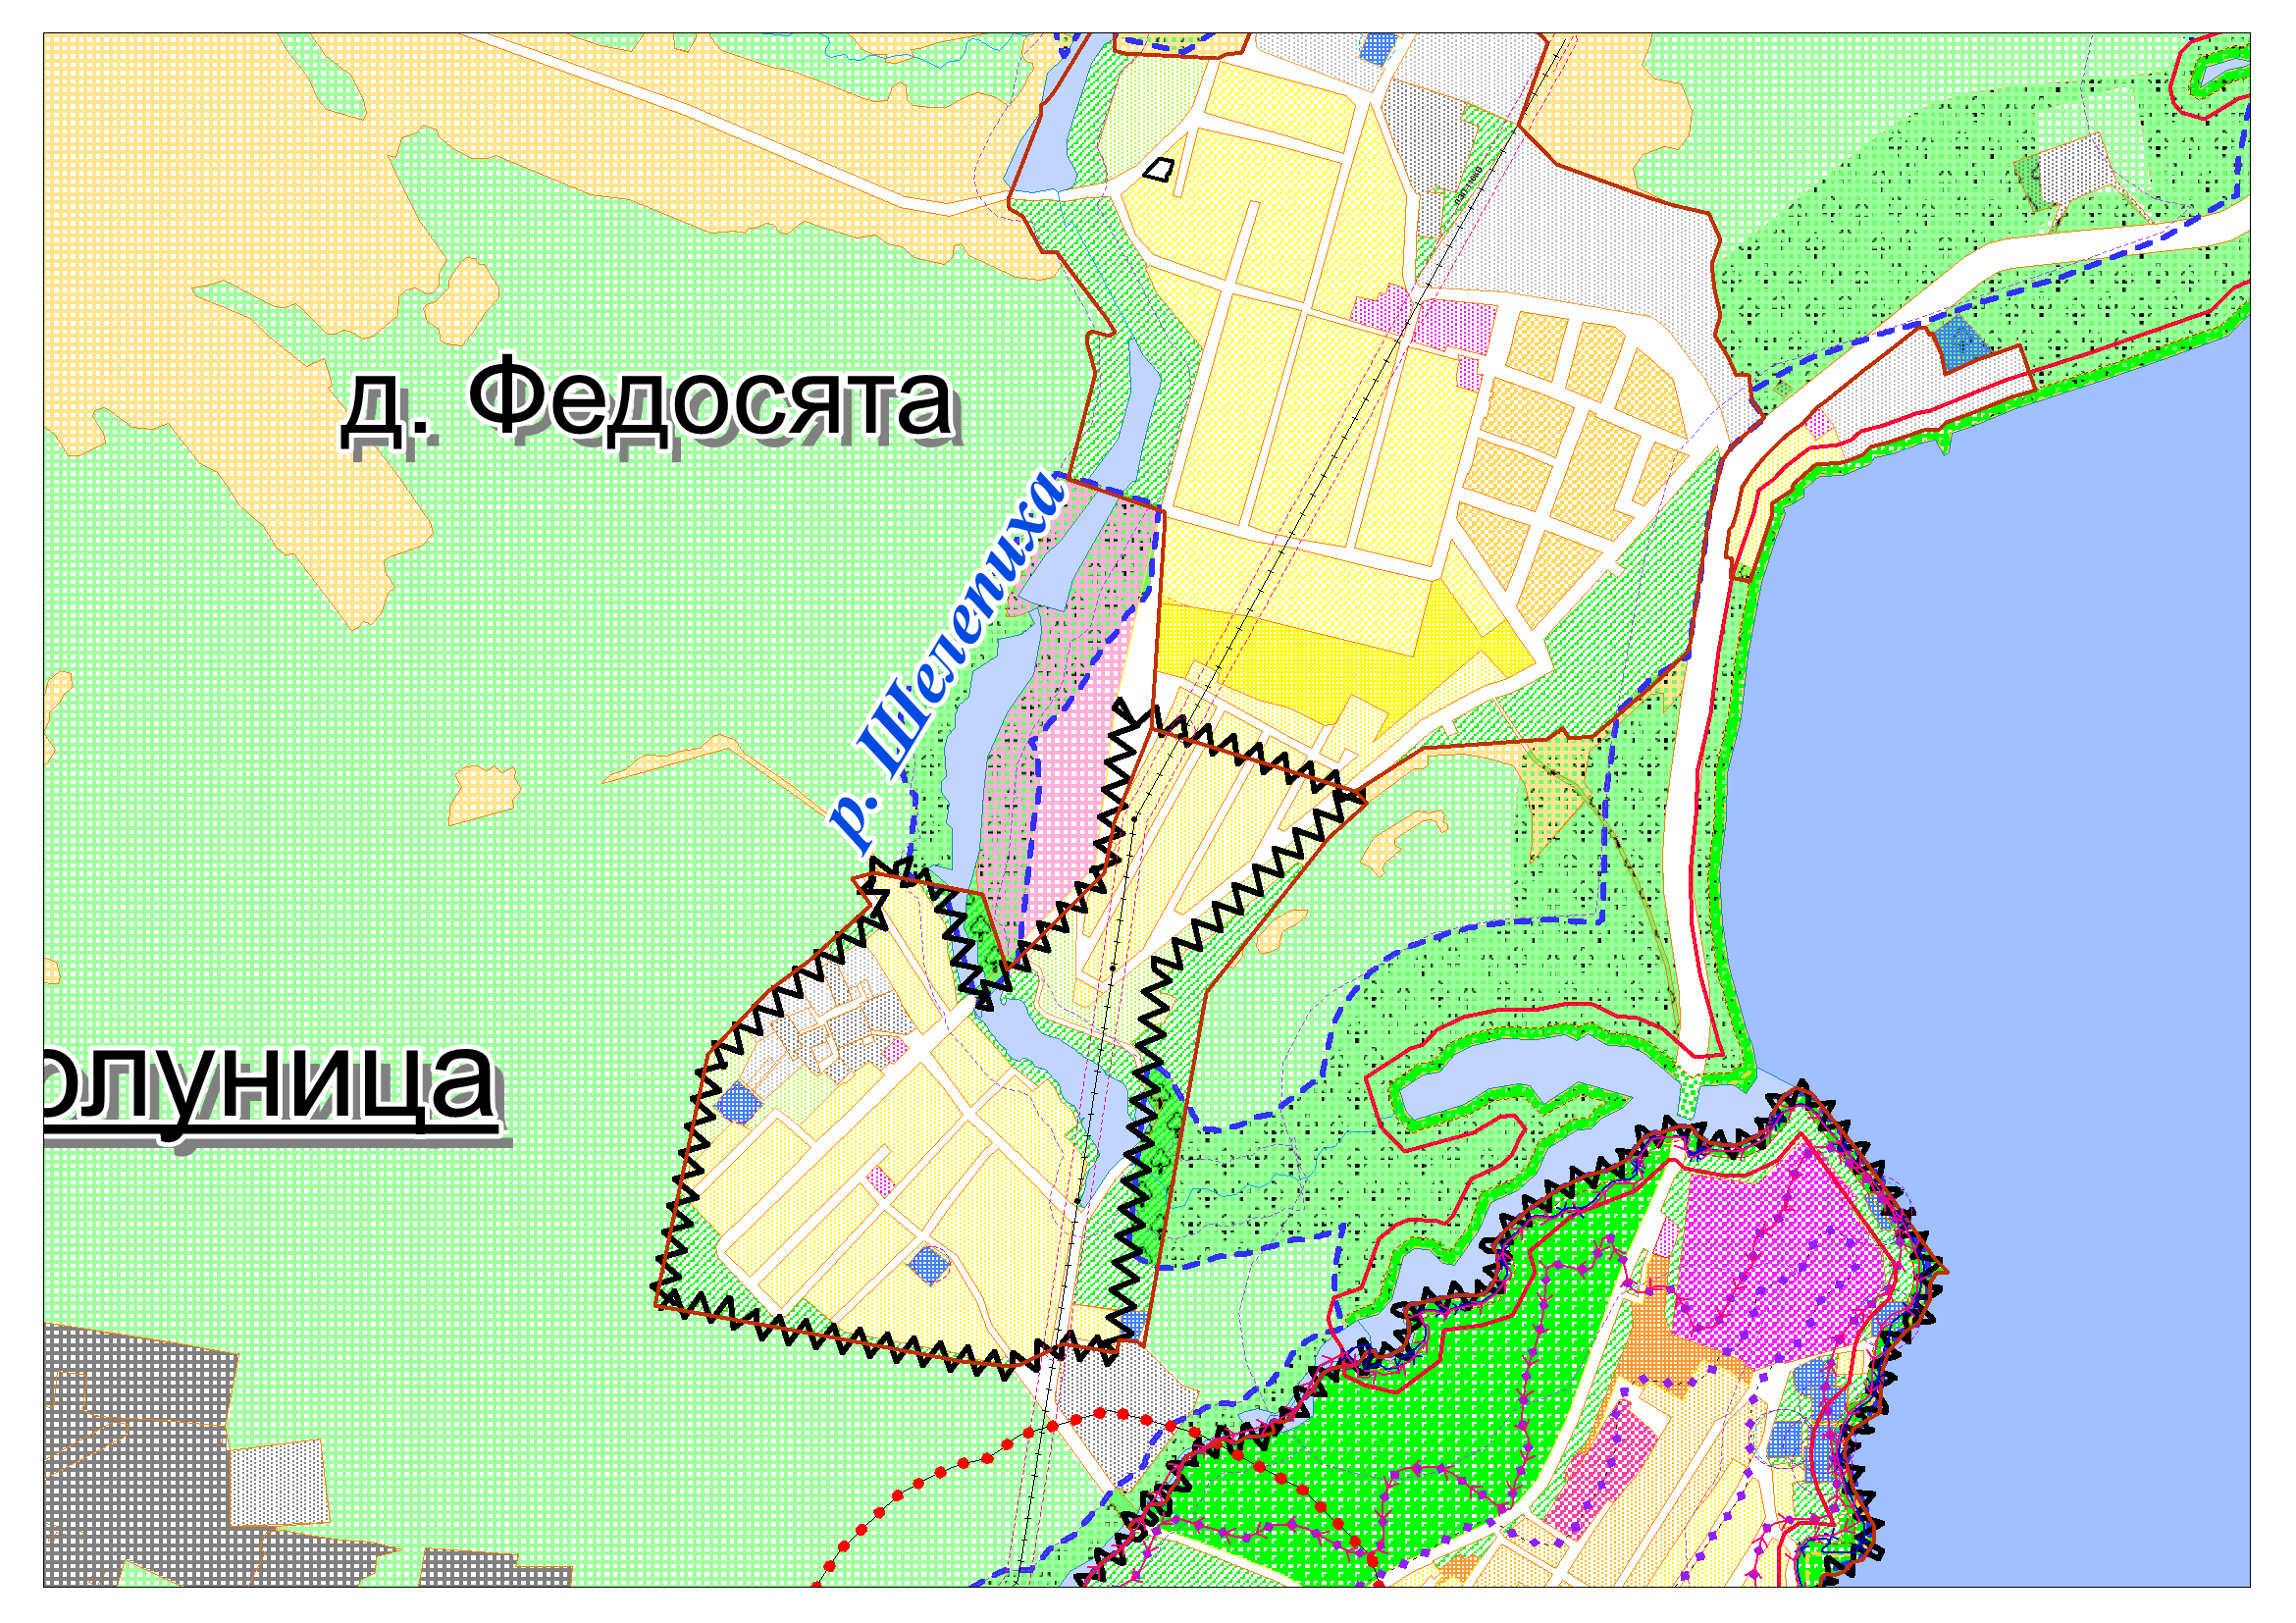 д. Федосята
р. Шелепиха
олуница